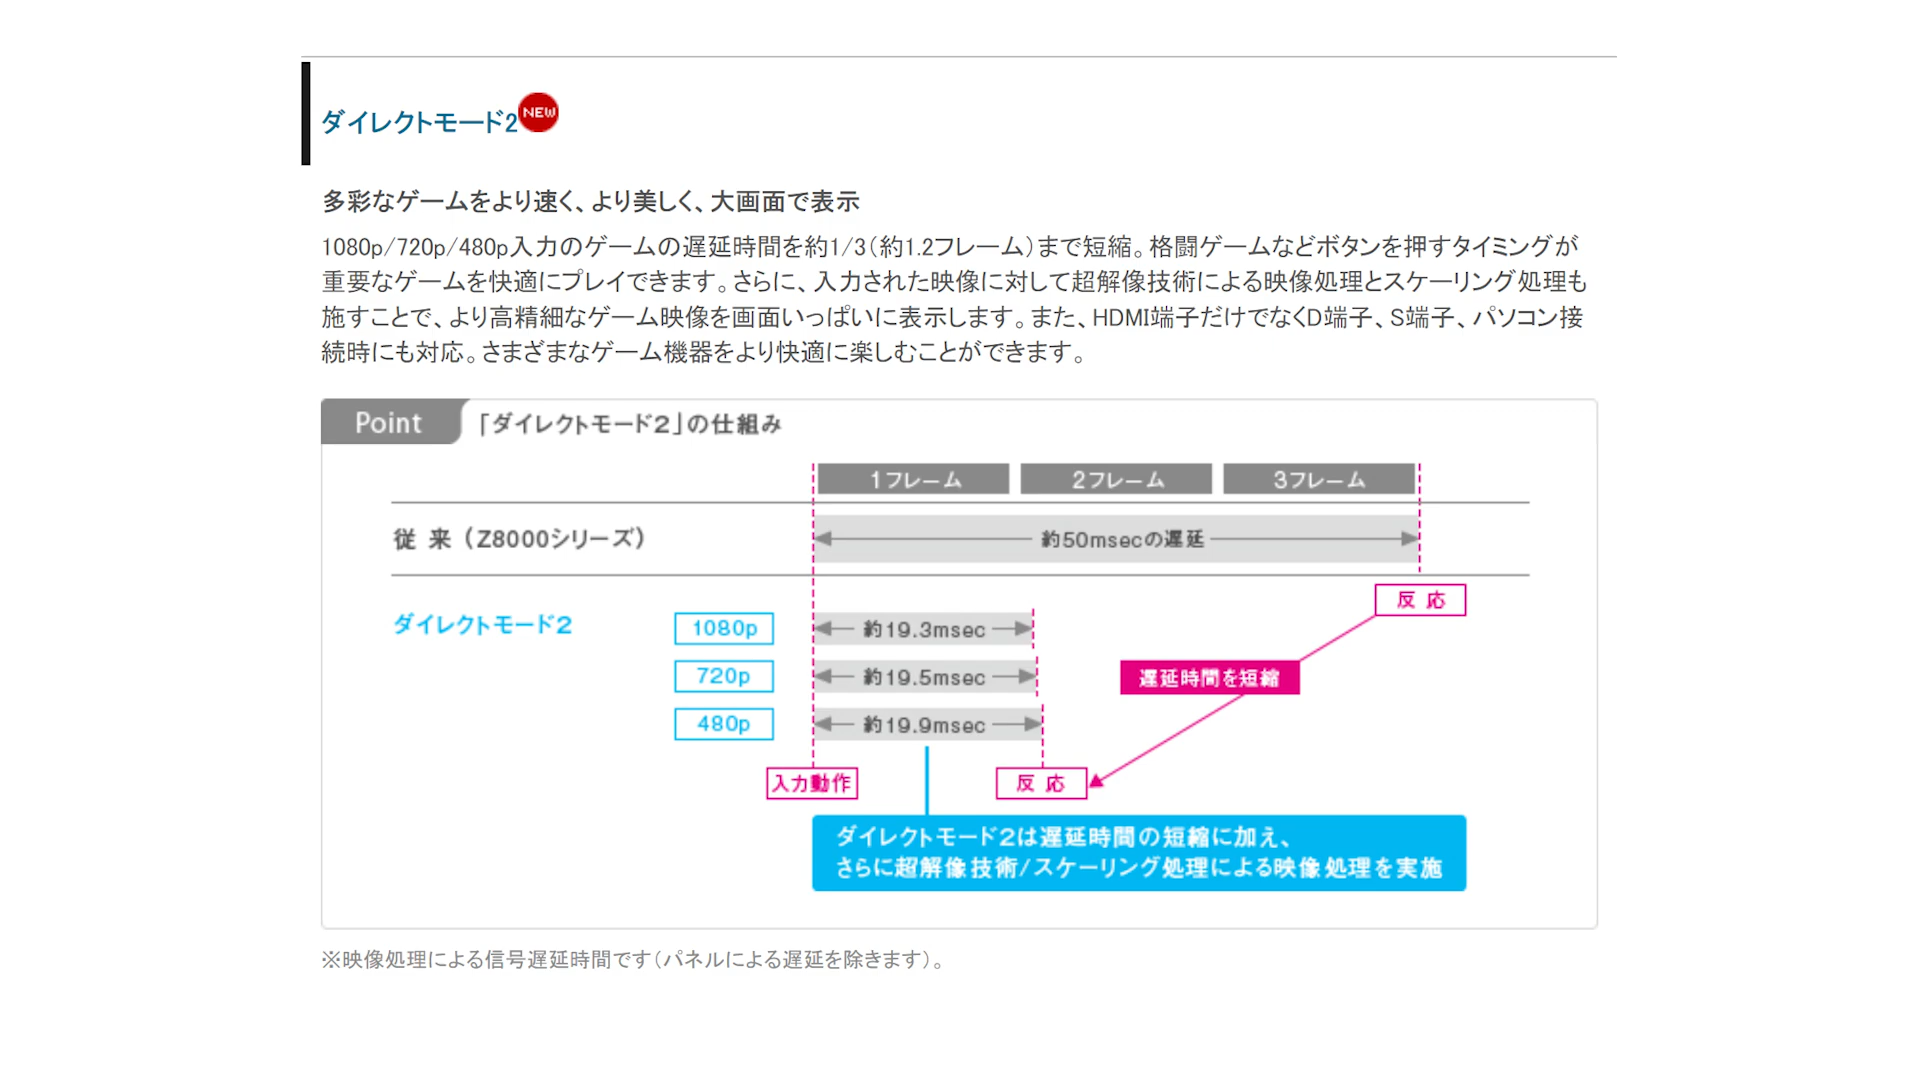 ダイレクトモード2 NEW
多彩なゲームをより速く、より美しく、大画面で表示
1080p/720p/480p入力のゲームの遅延時間を約1/3（約1.2フレーム）まで短縮。格闘ゲームなどボタンを押すタイミングが
重要なゲームを快適にプレイできます。さらに、入力された映像に対して超解像技術による映像処理とスケーリング処理も
施すことで、より高精細なゲーム映像を画面いっぱいに表示します。また、HDMI端子だけでなくD端子、S端子、パソコン接
続時にも対応。さまざまなゲーム機器をより快適に楽しむことができます。
Point 「ダイレクトモード2」の仕組み
1フレーム 2フレーム 3フレーム
従 来（Z8000シリーズ） 約50msecの遅延
反 応
ダイレクトモード2 1080p 約19.3msec
720p 約19.5msec 遅延時間を短縮
480p 約19.9msec
入力動作 反 応
ダイレクトモード2は遅延時間の短縮に加え、
さらに超解像技術/スケーリング処理による映像処理を実施
※映像処理による信号遅延時間です（パネルによる遅延を除きます）。